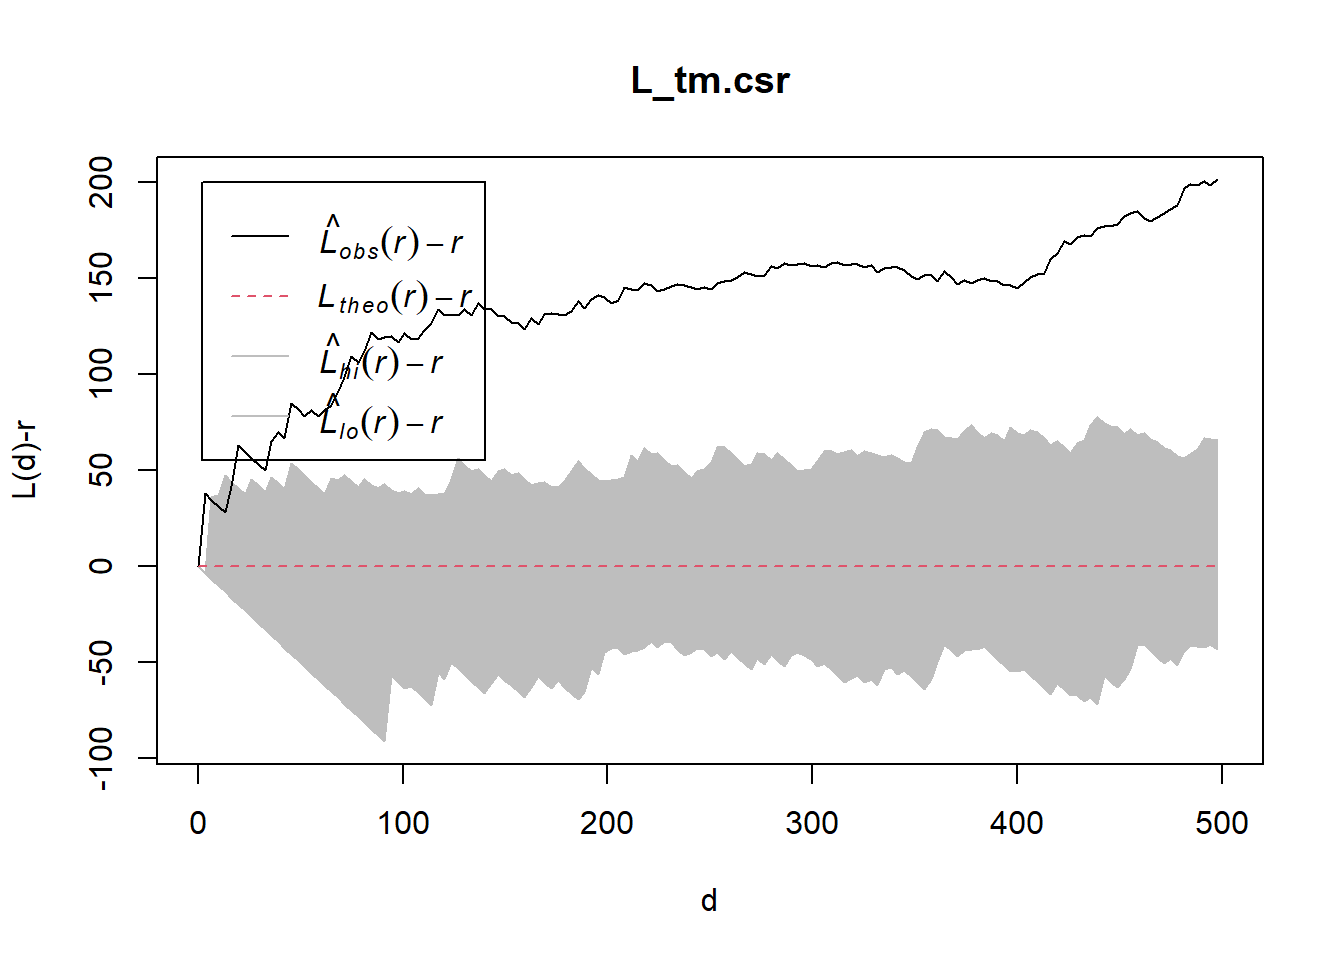 L_tm.csr
200
150
100
50
0
-50
-100
L(d)-r
L̂obs(r) − r
Ltheo(r) − r
L̂hi(r) − r
L̂lo(r) − r
0 100 200 300 400 500
d